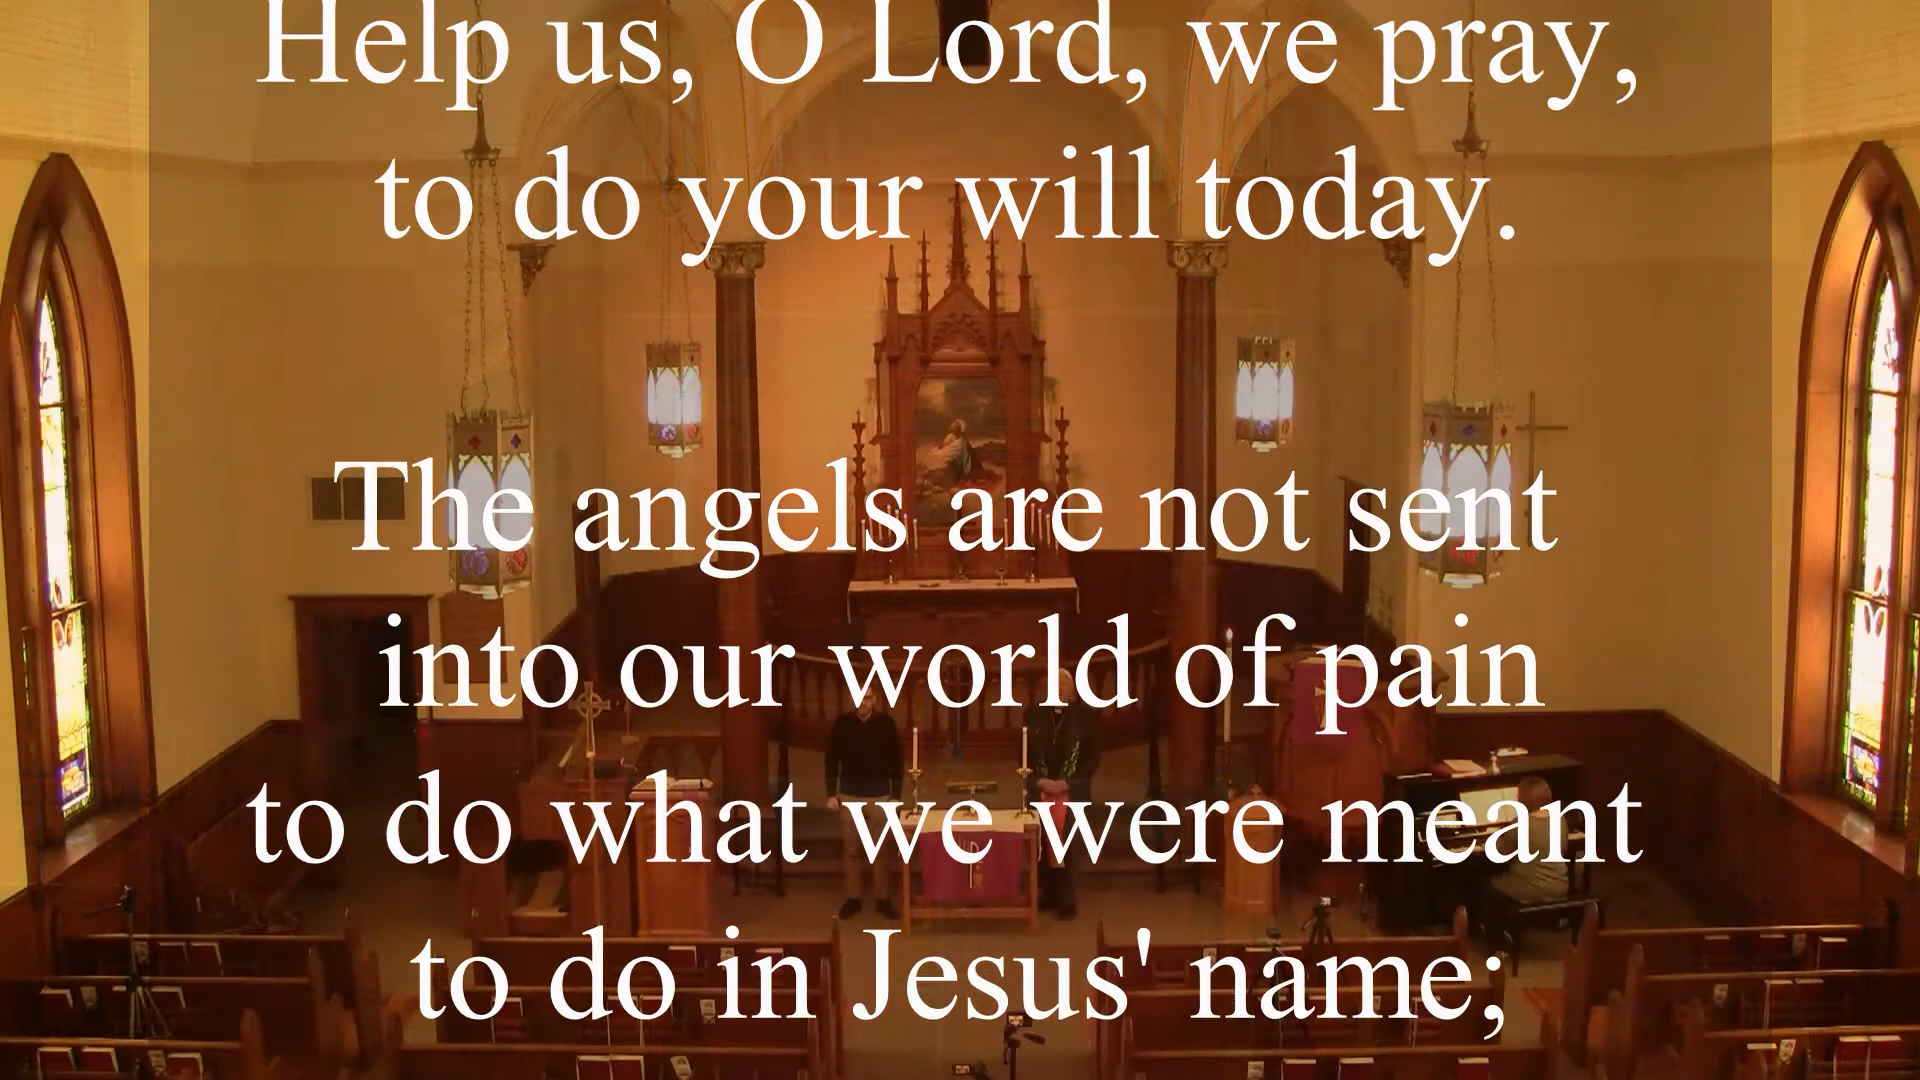 Help us, O Lord, we pray,
to do your will today.
The angels are not sent
into our world of pain
to do what we were meant
to do in Jesus' name;